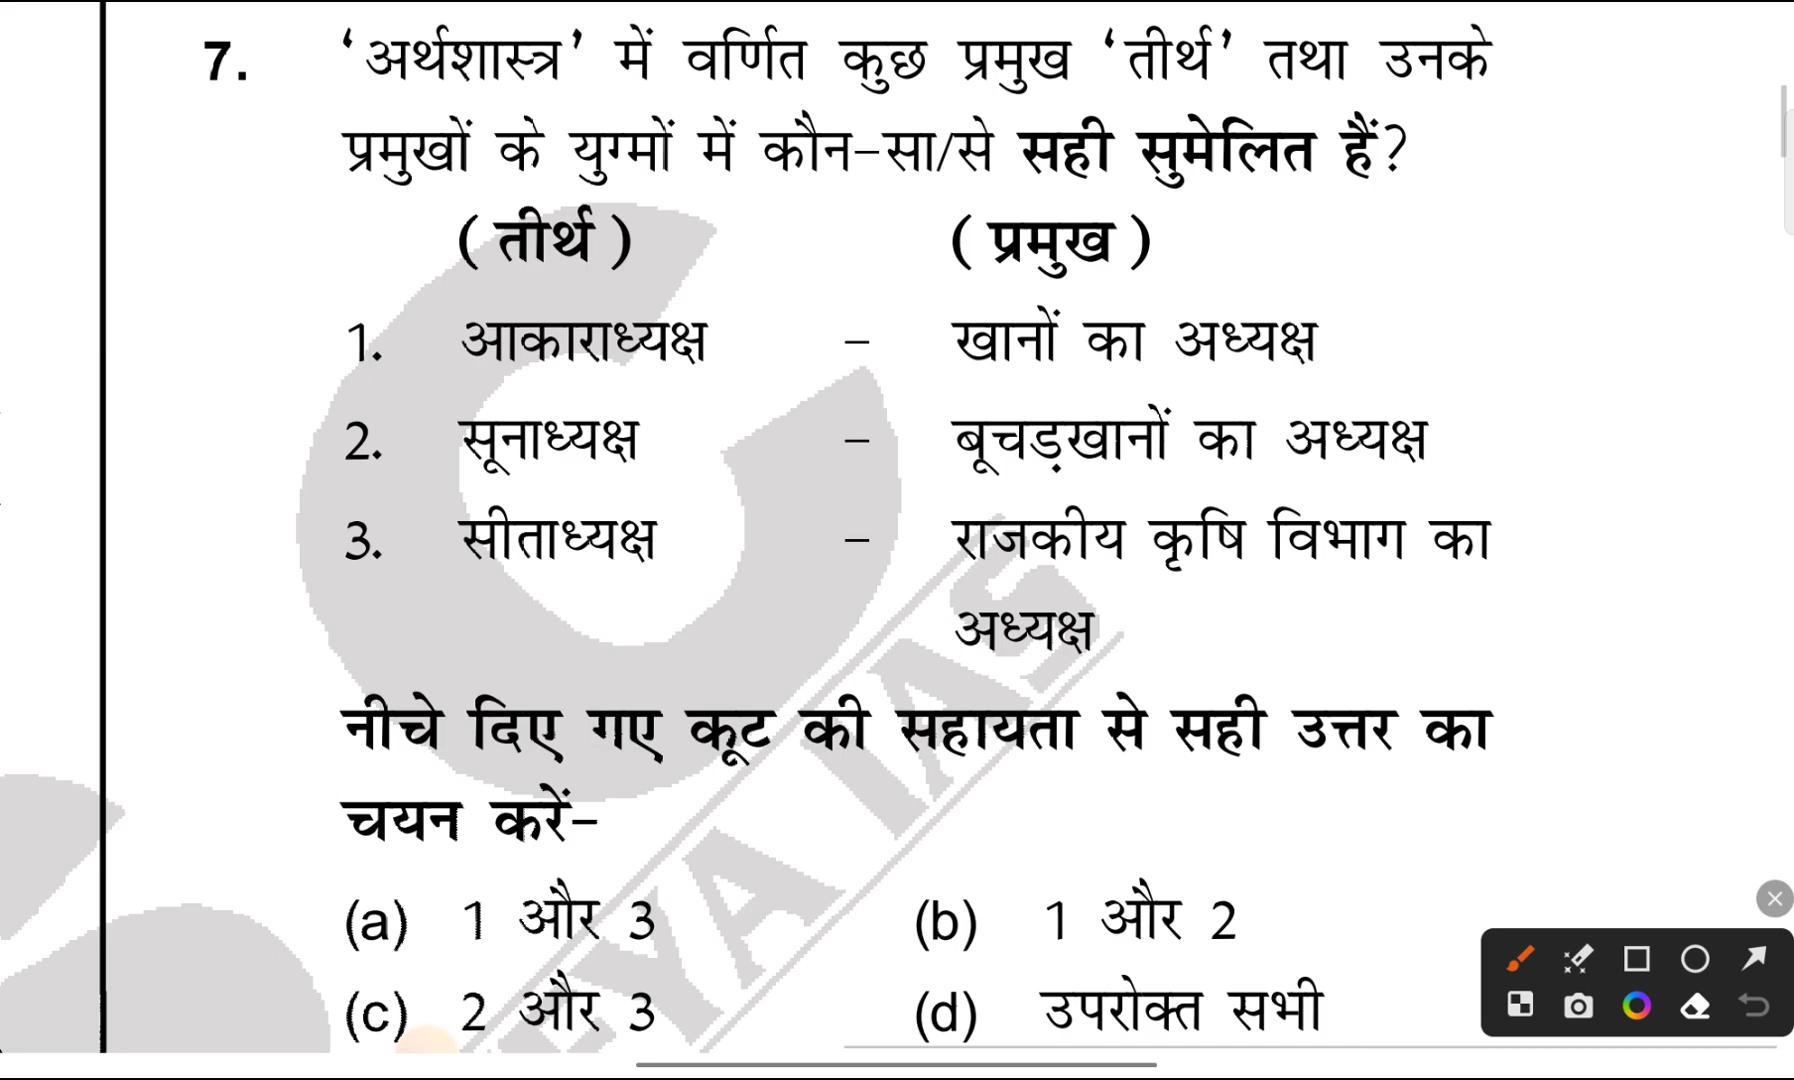 7. ‘अर्थशास्त्र’ में वर्णित कुछ प्रमुख ‘तीर्थ’ तथा उनके
प्रमुखों के युग्मों में कौन-सा/से सही सुमेलित हैं?
(तीर्थ) (प्रमुख)
1. आकाराध्यक्ष – खानों का अध्यक्ष
2. सूनाध्यक्ष – बूचड़खानों का अध्यक्ष
3. सीताध्यक्ष – राजकीय कृषि विभाग का
अध्यक्ष
नीचे दिए गए कूट की सहायता से सही उत्तर का
चयन करें–
(a) 1 और 3 (b) 1 और 2
(c) 2 और 3 (d) उपरोक्त सभी